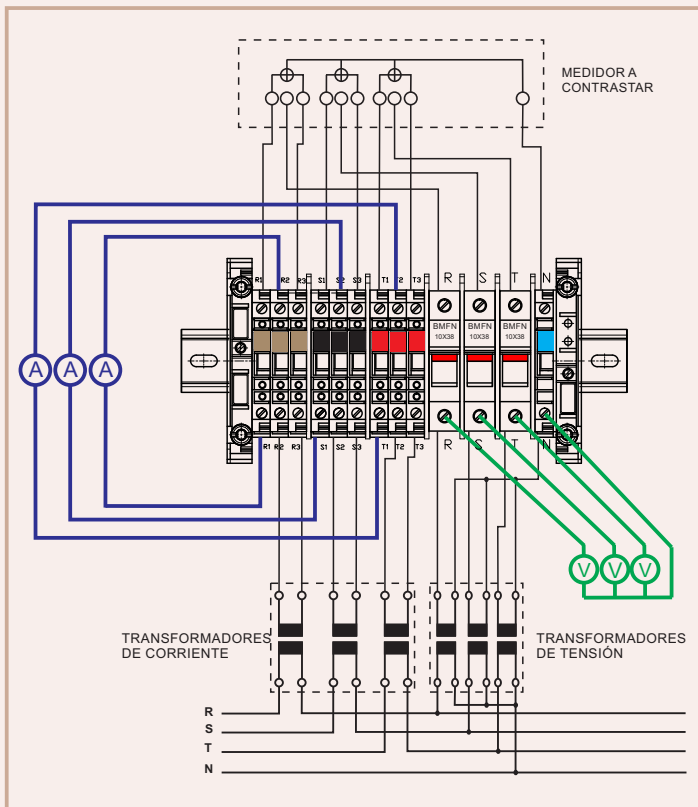 MEDIDOR A
CONTRASTAR
R1 R2 R3 S1 S2 S3 T1 T2 T3 R S T N
BMFN BMFN BMFN
10X38 10X38 10X38
A A A
R1 R2 R3 S1 S2 S3 T1 T2 T3 R S T N
V V V
TRANSFORMADORES
DE CORRIENTE
TRANSFORMADORES
DE TENSIÓN
R
S
T
N